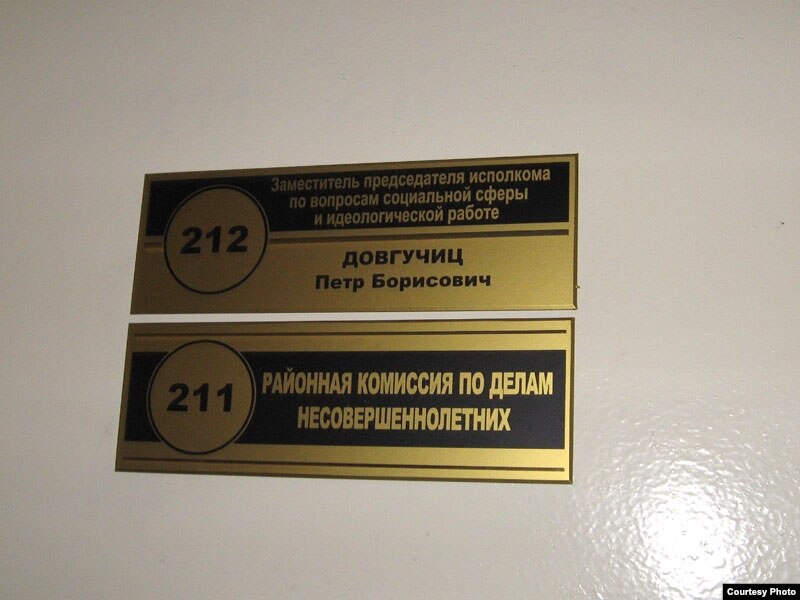 Заместитель председателя исполкома
по вопросам социальной сферы
и идеологической работе
212
ДОВГУЧИЦ
Петр Борисович
211
РАЙОННАЯ КОМИССИЯ ПО ДЕЛАМ
НЕСОВЕРШЕННОЛЕТНИХ
Courtesy Photo